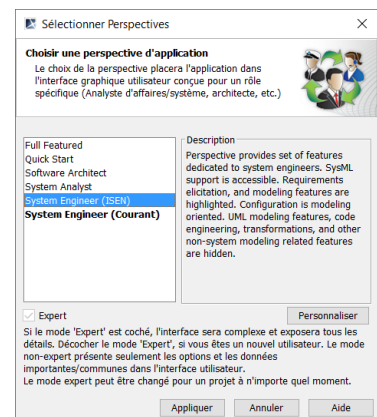 Sélectionner Perspectives
Choisir une perspective d'application
Le choix de la perspective placera l'application dans
l'interface graphique utilisateur conçue pour un rôle
spécifique (Analyste d'affaires/
système, architecte, etc.)
Full Featured
Quick Start
Software Architect
System Analyst
System Engineer (ISEN)
System Engineer (Courant)
Description
Perspective provides set of features
dedicated to system engineers. SysML
support is accessible. Requirements
elicitation, and modeling features are
highlighted. Configuration is modeling
oriented. UML modeling features, code
engineering, transformations, and other
non-system modeling related features
are hidden.
Expert
Personnaliser
Si le mode 'Expert' est coché, l'interface sera complexe et exposera tous les
détails. Décocher le mode 'Expert', si vous êtes un nouvel utilisateur. Le mode
non-expert présente seulement les options et les données
importantes/communes dans l'interface utilisateur.
Le mode expert peut être changé pour un projet à n'importe quel moment.
Appliquer
Annuler
Aide